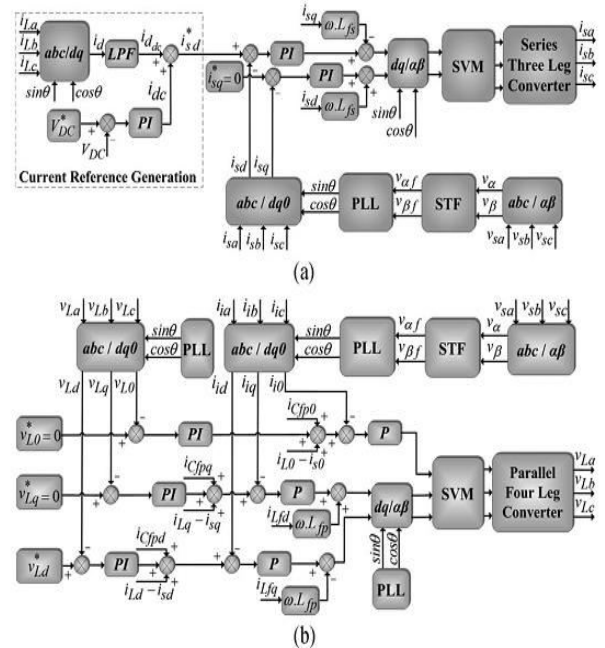 i_La
i_Lb
i_Lc
abc/dq
i_d
LPF
i_d_dc
i*_sd
sinθ
cosθ
i_dc
V*_DC
PI
V_DC
Current Reference Generation
i_sq
ω.L_fs
PI
i*_sq=0
PI
i_sd
ω.L_fs
dq/αβ
sinθ
cosθ
SVM
Series
Three Leg
Converter
i_sa
i_sb
i_sc
i_sd
i_sq
abc / dq0
sinθ
cosθ
PLL
v_αf
v_βf
STF
v_α
v_β
abc / αβ
i_sa
i_sb
i_sc
v_sa
v_sb
v_sc
(a)
v_La
v_Lb
v_Lc
abc / dq0
sinθ
cosθ
PLL
v_Ld
v_Lq
v_L0
i_ia
i_ib
i_ic
abc / dq0
sinθ
cosθ
PLL
v_αf
v_βf
STF
v_α
v_β
abc / αβ
v_sa
v_sb
v_sc
i_id
i_iq
i_i0
v*_L0=0
PI
i_Cfp0
i_L0−i_s0
P
v*_Lq=0
PI
i_Cfpq
i_Lq−i_sq
P
i_Lfd
ω.L_fp
v*_Ld
PI
i_Cfpd
i_Ld−i_sd
P
i_Lfq
ω.L_fp
dq/αβ
sinθ
cosθ
PLL
SVM
Parallel
Four Leg
Converter
v_La
v_Lb
v_Lc
(b)